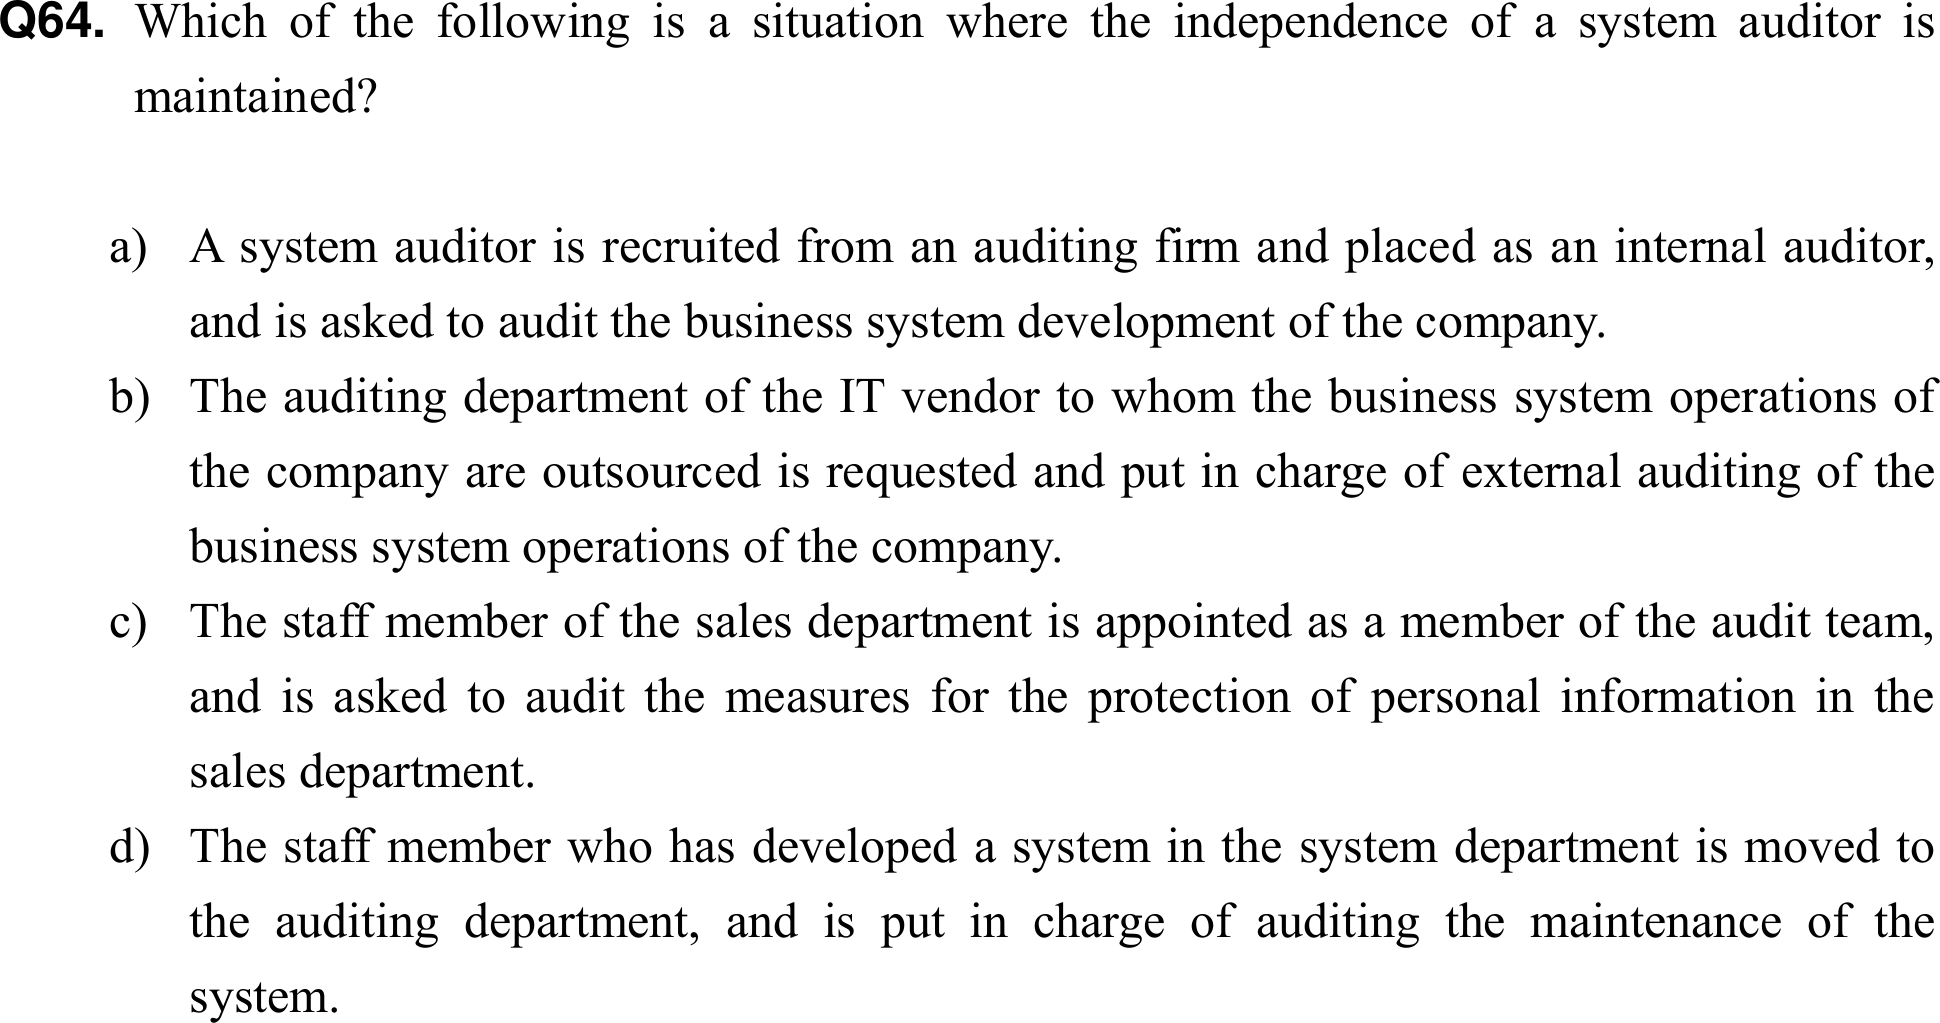 Q64. Which of the following is a situation where the independence of a system auditor is
maintained?
a) A system auditor is recruited from an auditing firm and placed as an internal auditor,
and is asked to audit the business system development of the company.
b) The auditing department of the IT vendor to whom the business system operations of
the company are outsourced is requested and put in charge of external auditing of the
business system operations of the company.
c) The staff member of the sales department is appointed as a member of the audit team,
and is asked to audit the measures for the protection of personal information in the
sales department.
d) The staff member who has developed a system in the system department is moved to
the auditing department, and is put in charge of auditing the maintenance of the
system.